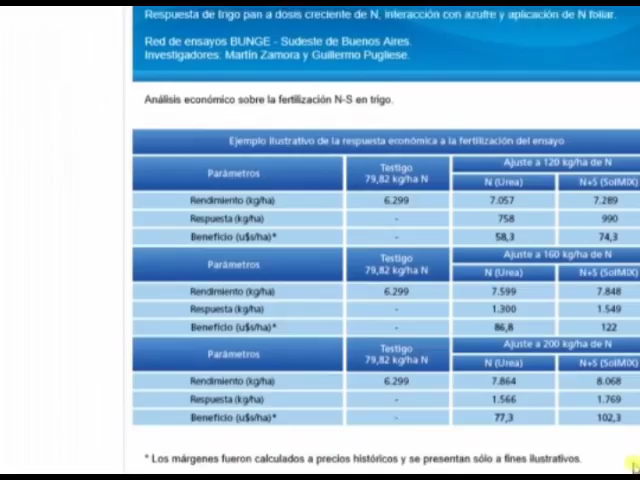 Respuesta de trigo pan a dosis creciente de N, interacción con azufre y aplicación de N foliar.
Red de ensayos BUNGE - Sudeste de Buenos Aires.
Investigadores: Martín Zamora y Guillermo Pugliese.
Análisis económico sobre la fertilización N-S en trigo.
Ejemplo ilustrativo de la respuesta económica a la fertilización del ensayo
Parámetros Testigo 79,82 kg/ha N Ajuste a 120 kg/ha de N
N (Urea) N+S (SolMIX)
Rendimiento (kg/ha) 6.299 7.057 7.289
Respuesta (kg/ha) - 758 990
Beneficio (u$s/ha)* - 58,3 74,3
Parámetros Testigo 79,82 kg/ha N Ajuste a 160 kg/ha de N
N (Urea) N+S (SolMIX)
Rendimiento (kg/ha) 6.299 7.599 7.848
Respuesta (kg/ha) - 1.300 1.549
Beneficio (u$s/ha)* - 86,8 122
Parámetros Testigo 79,82 kg/ha N Ajuste a 200 kg/ha de N
N (Urea) N+S (SolMIX)
Rendimiento (kg/ha) 6.299 7.864 8.068
Respuesta (kg/ha) - 1.566 1.769
Beneficio (u$s/ha)* - 77,3 102,3
* Los márgenes fueron calculados a precios históricos y se presentan sólo a fines ilustrativos.